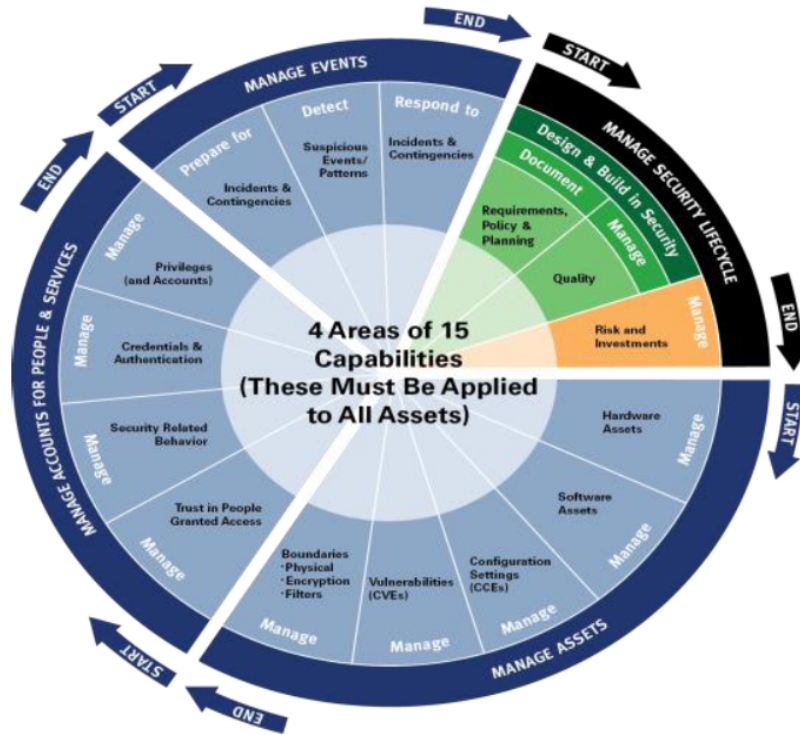 END
START
MANAGE EVENTS
START
END
Prepare for
Incidents &
Contingencies
Detect
Suspicious
Events/
Patterns
Respond to
Incidents &
Contingencies
MANAGE SECURITY LIFECYCLE
Design & Build in Security
Document
Requirements,
Policy &
Planning
Manage
Quality
Manage
Risk and
Investments
END
START
4 Areas of 15
Capabilities
(These Must Be Applied
to All Assets)
MANAGE ASSETS
Hardware
Assets
Manage
Software
Assets
Manage
Configuration
Settings
(CCEs)
Manage
Vulnerabilities
(CVEs)
Manage
Boundaries
·Physical
·Encryption
·Filters
Manage
END
START
MANAGE ACCOUNTS FOR PEOPLE & SERVICES
Trust in People
Granted Access
Manage
Security Related
Behavior
Manage
Credentials &
Authentication
Manage
Privileges
(and Accounts)
Manage